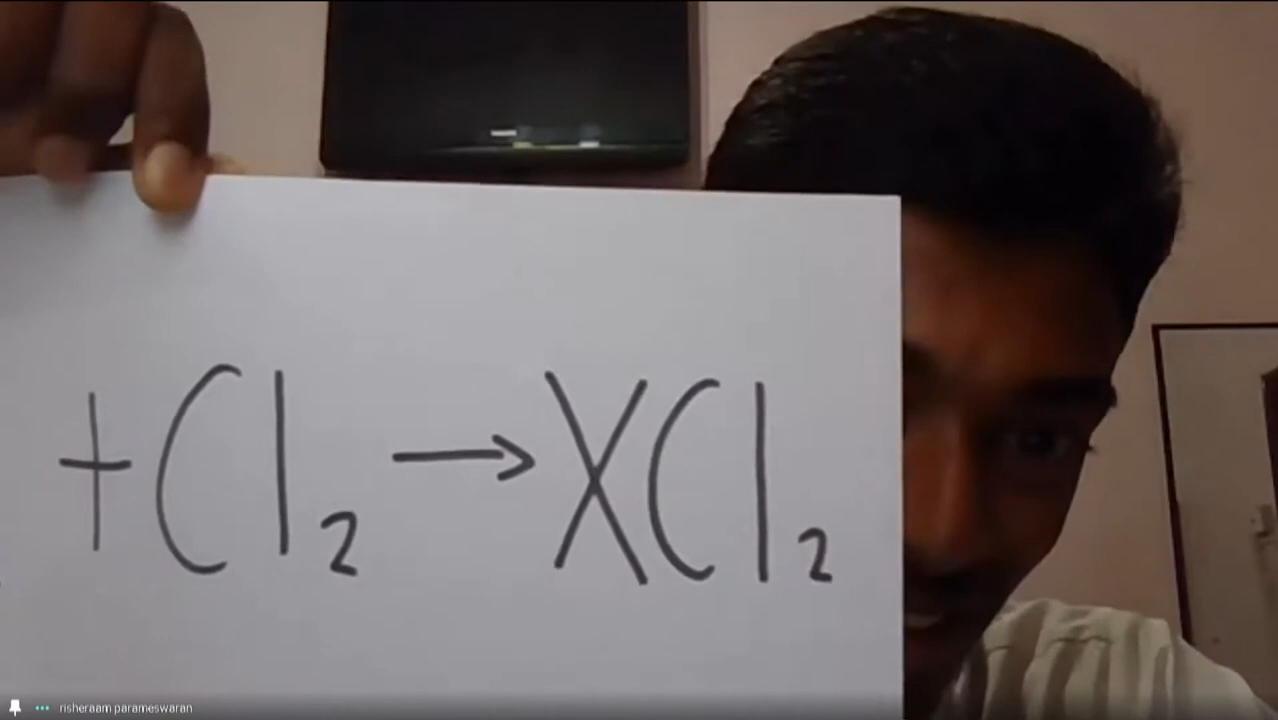 + Cl₂ → XCl₂
risheraam parameswaran